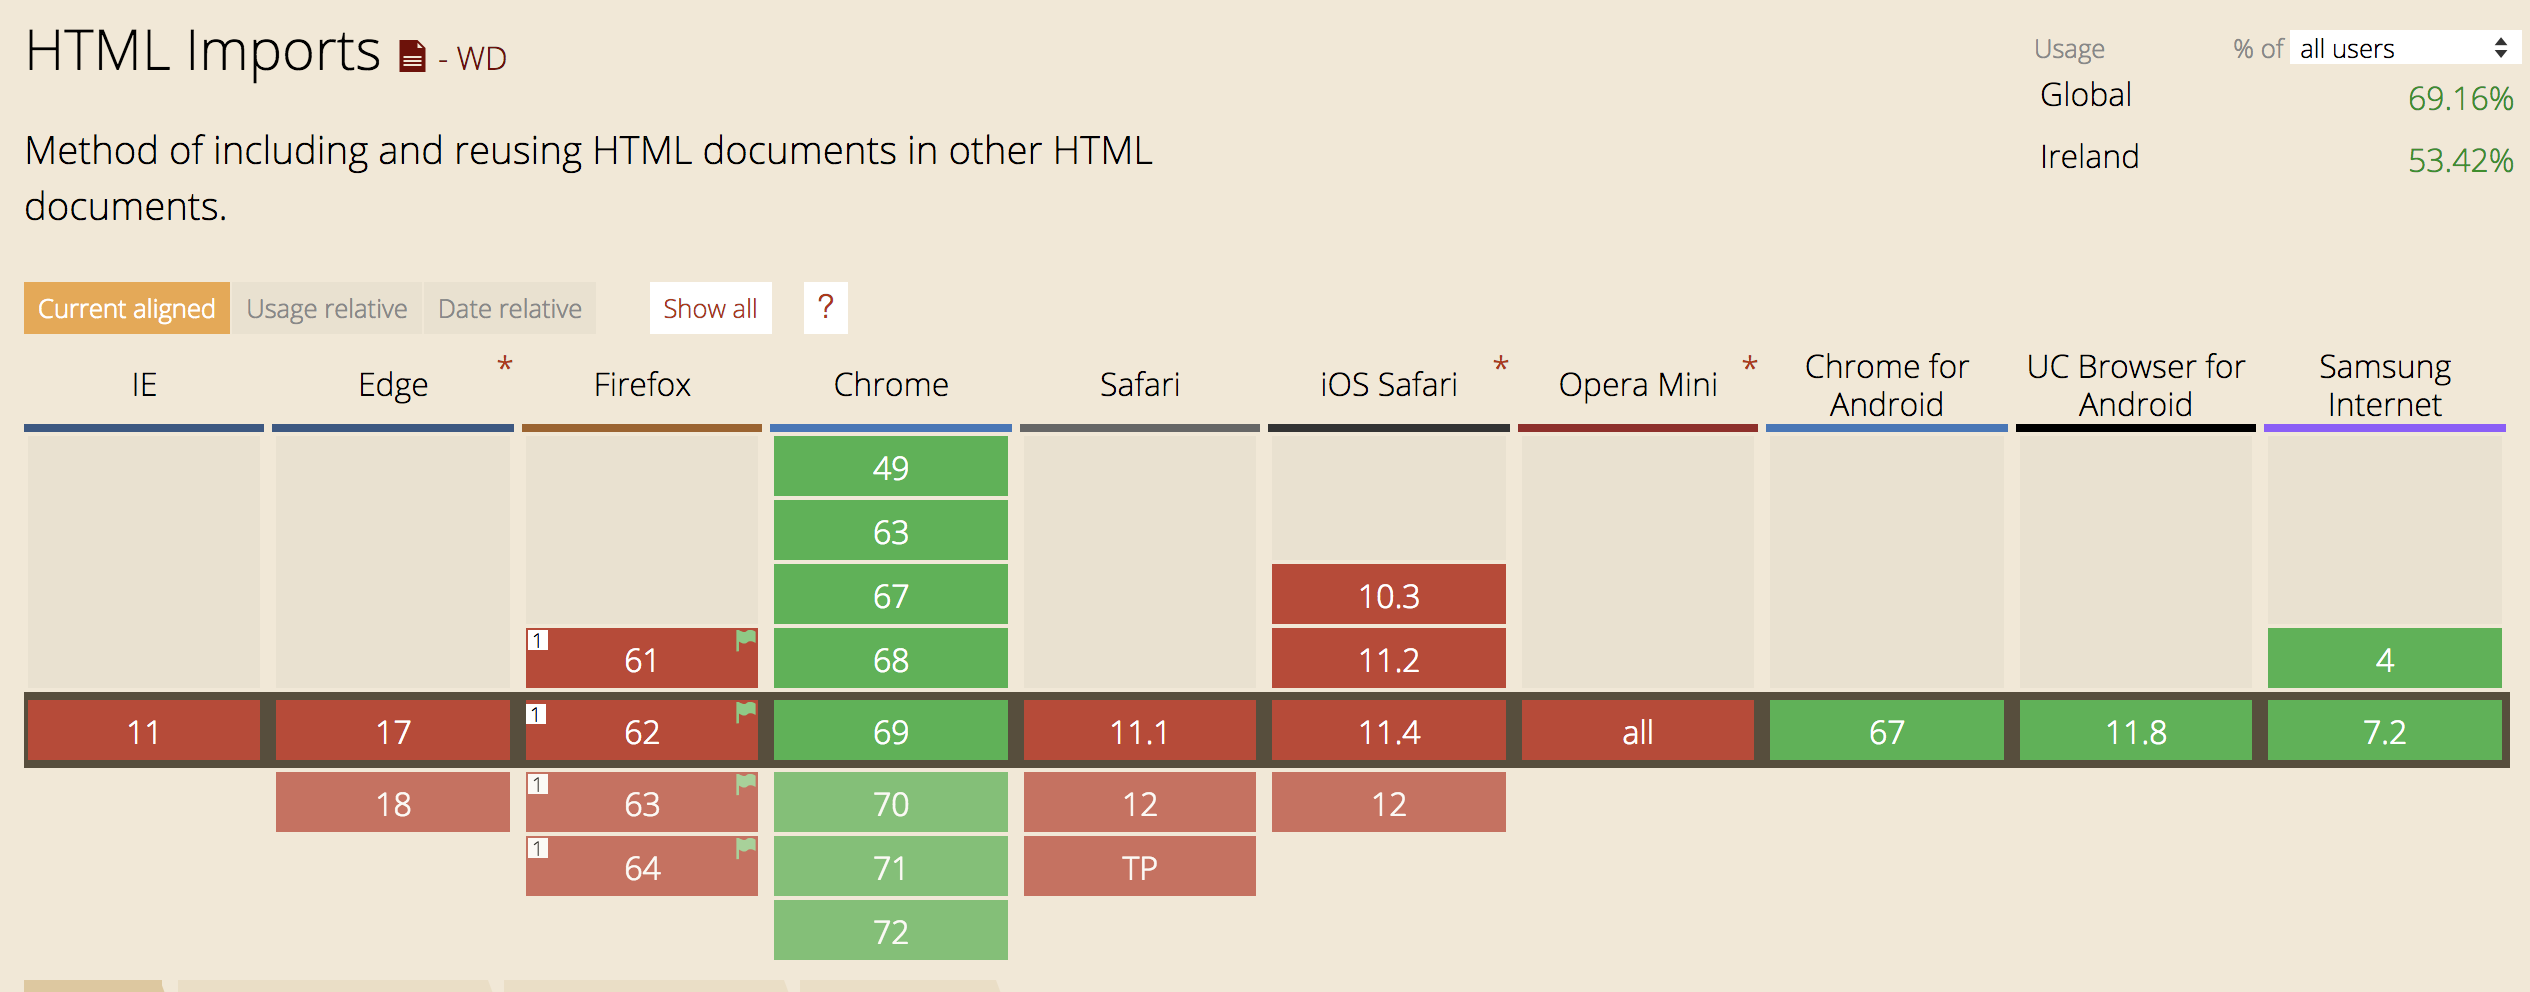 HTML Imports - WD
Usage % of all users
Global 69.16%
Ireland 53.42%
Method of including and reusing HTML documents in other HTML
documents.
Current aligned Usage relative Date relative Show all ?
IE Edge * Firefox Chrome Safari iOS Safari * Opera Mini * Chrome for Android UC Browser for Android Samsung Internet
49
63
67 10.3
1 61 68 11.2 4
11 17 1 62 69 11.1 11.4 all 67 11.8 7.2
18 1 63 70 12 12
1 64 71 TP
72